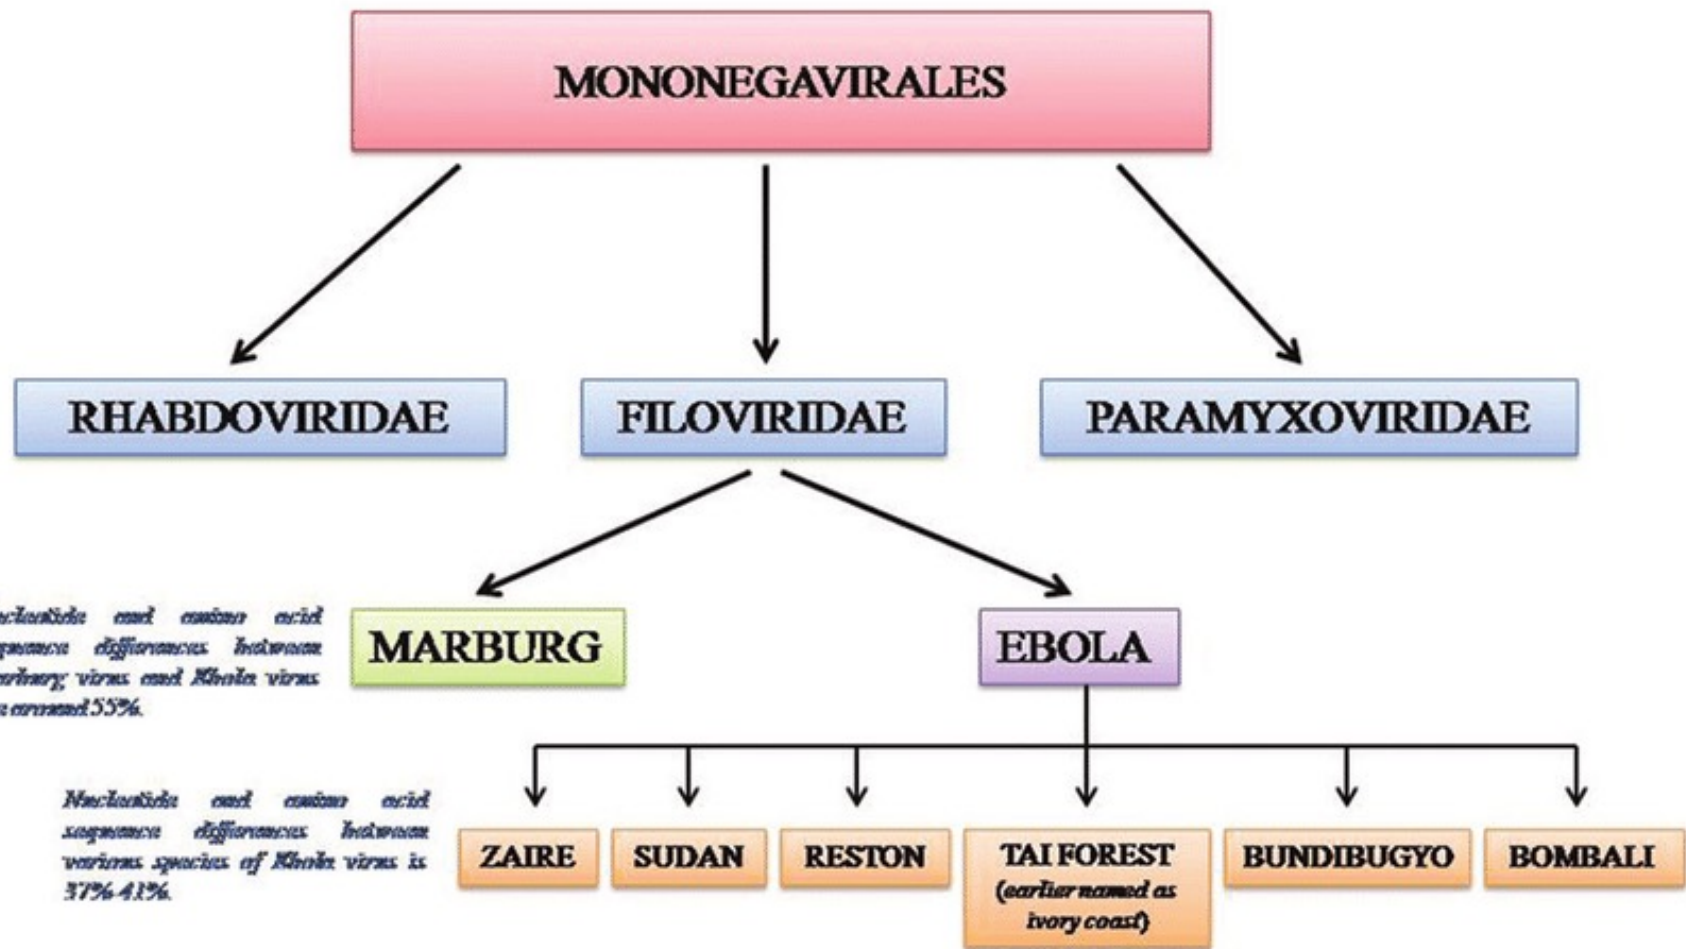 MONONEGAVIRALES
RHABDOVIRIDAE
FILOVIRIDAE
PARAMYXOVIRIDAE
MARBURG
EBOLA
and amino acid
differences between
virus and Ebola virus
around 55%.
Nucleotide and amino acid
sequence differences between
various species of Ebola virus is
37%-41%.
ZAIRE
SUDAN
RESTON
TAI FOREST
(earlier named as
ivory coast)
BUNDIBUGYO
BOMBALI